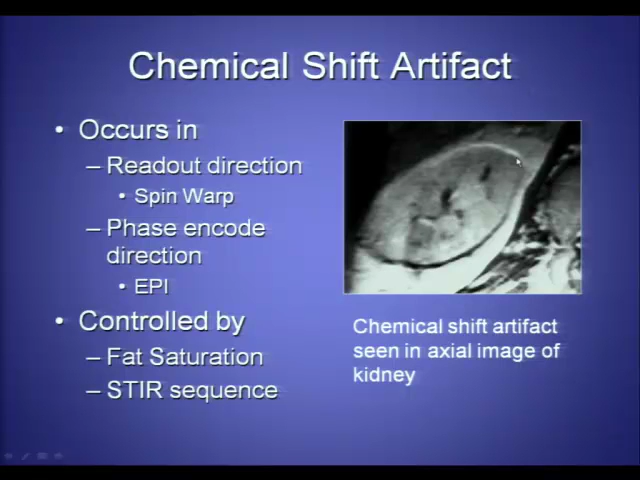 Chemical Shift Artifact
• Occurs in
– Readout direction
• Spin Warp
– Phase encode
direction
• EPI
• Controlled by
– Fat Saturation
– STIR sequence
Chemical shift artifact
seen in axial image of
kidney